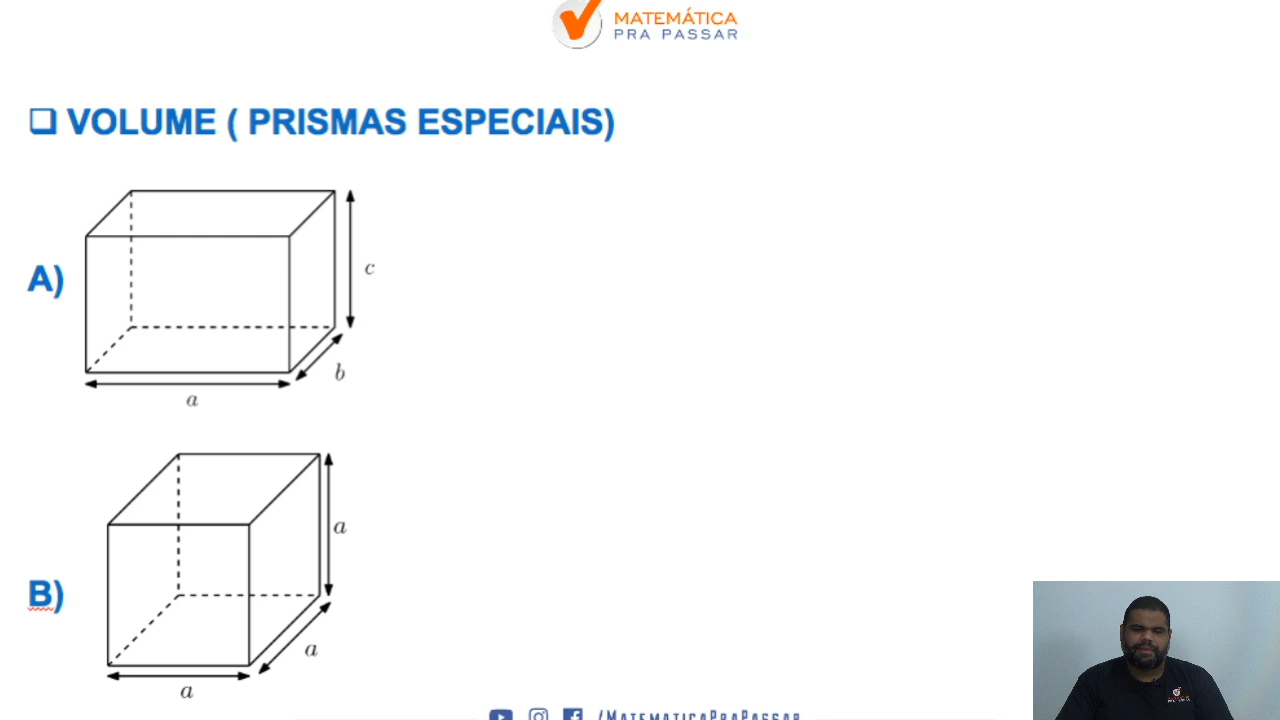 MATEMÁTICA
PRA PASSAR
❑ VOLUME ( PRISMAS ESPECIAIS)
A)
c
b
a
B)
a
a
a
/MATEMATICAPRAPASSAR